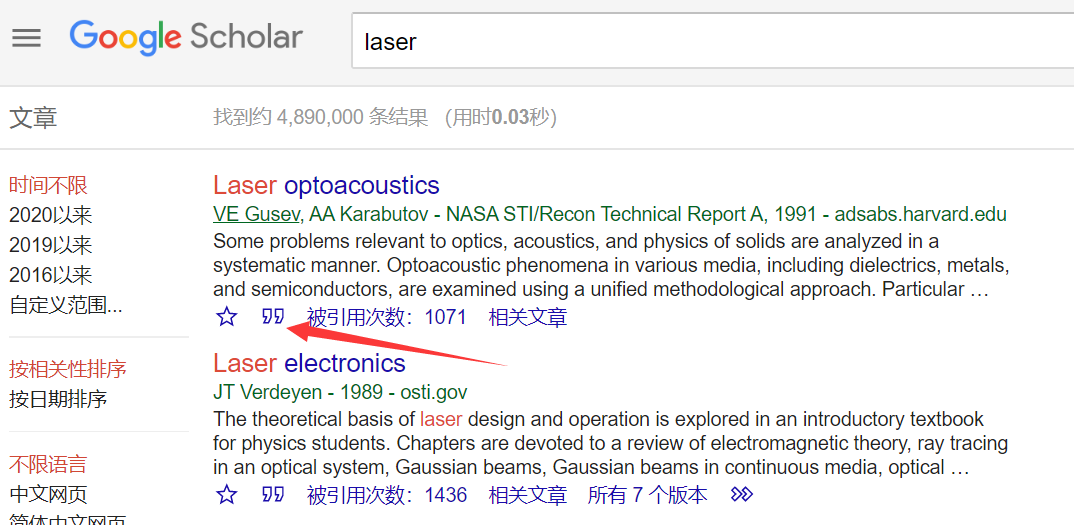 Google Scholar
laser
文章
找到约 4,890,000 条结果 （用时0.03秒）
时间不限
2020以来
2019以来
2016以来
自定义范围...
按相关性排序
按日期排序
不限语言
中文网页
简体中文网页
Laser optoacoustics
VE Gusev, AA Karabutov - NASA STI/Recon Technical Report A, 1991 - adsabs.harvard.edu
Some problems relevant to optics, acoustics, and physics of solids are analyzed in a
systematic manner. Optoacoustic phenomena in various media, including dielectrics, metals,
and semiconductors, are examined using a unified methodological approach. Particular …
被引用次数：1071 相关文章
Laser electronics
JT Verdeyen - 1989 - osti.gov
The theoretical basis of laser design and operation is explored in an introductory textbook
for physics students. Chapters are devoted to a review of electromagnetic theory, ray tracing
in an optical system, Gaussian beams, Gaussian beams in continuous media, optical …
被引用次数：1436 相关文章 所有 7 个版本